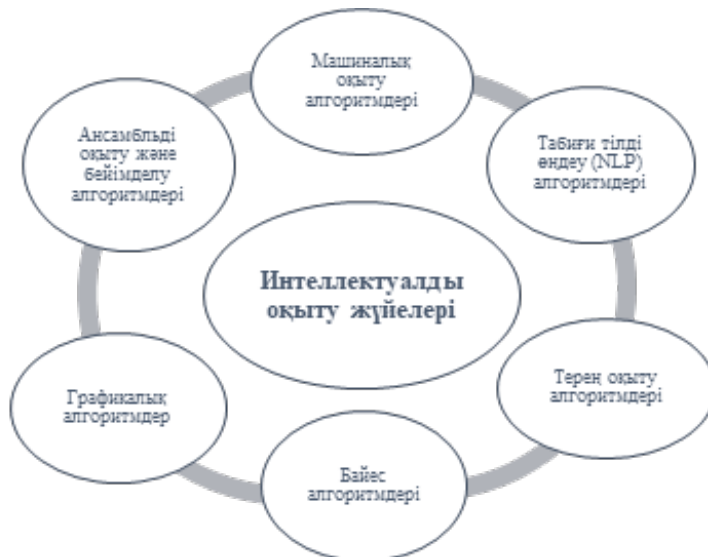 Машиналық
оқыту
алгоритмдері
Табиғи тілді
өңдеу (NLP)
алгоритмдері
Терең оқыту
алгоритмдері
Байес
алгоритмдері
Графикалық
алгоритмдер
Ансамбльді
оқыту және
бейімделу
алгоритмдері
Интеллектуалды
оқыту жүйелері